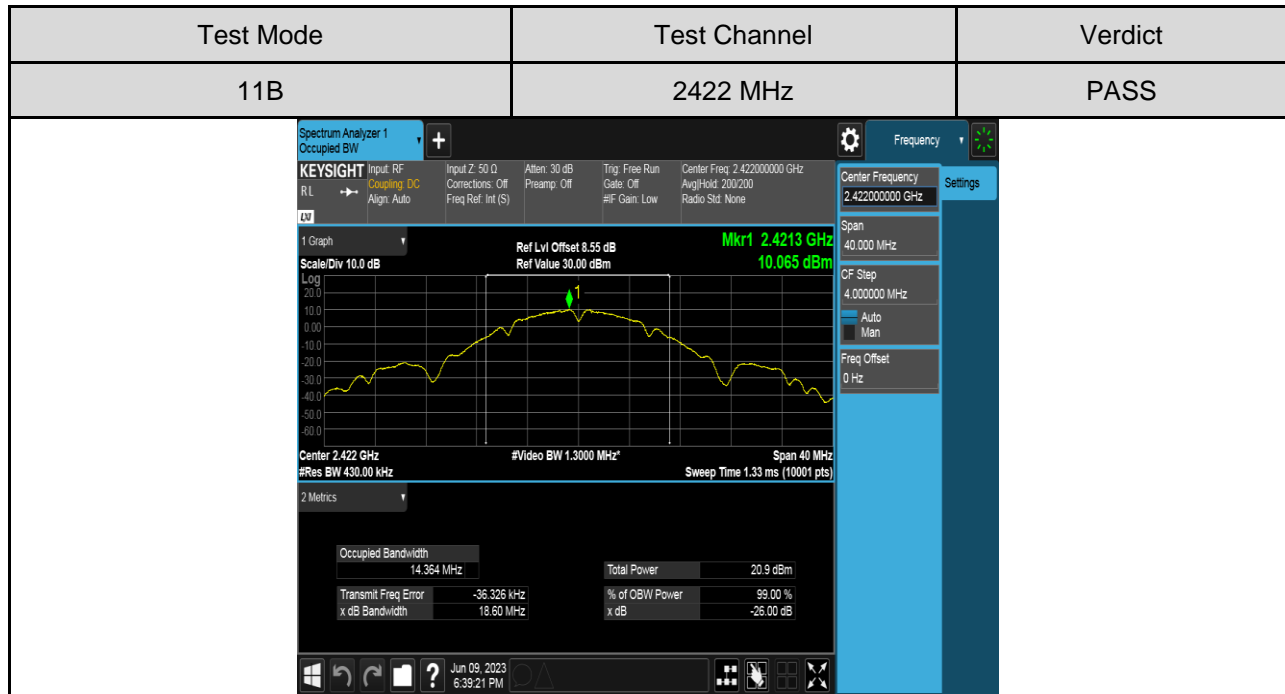 Test Mode Test Channel Verdict
11B 2422 MHz PASS
Spectrum Analyzer 1
Occupied BW
+
Frequency
KEYSIGHT
R L
LXI
Input: RF
Coupling: DC
Align: Auto
Input Z: 50 Ω
Corrections: Off
Freq Ref: Int (S)
Atten: 30 dB
Preamp: Off
Trig: Free Run
Gate: Off
#IF Gain: Low
Center Freq: 2.422000000 GHz
Avg|Hold: 200/200
Radio Std: None
Center Frequency
2.422000000 GHz
Settings
Span
40.000 MHz
CF Step
4.000000 MHz
Auto
Man
Freq Offset
0 Hz
1 Graph
Scale/Div 10.0 dB
Ref Lvl Offset 8.55 dB
Ref Value 30.00 dBm
Mkr1 2.4213 GHz
10.065 dBm
Log
20.0
10.0
0.00
-10.0
-20.0
-30.0
-40.0
-50.0
-60.0
1
Center 2.422 GHz #Video BW 1.3000 MHz* Span 40 MHz
#Res BW 430.00 kHz Sweep Time 1.33 ms (10001 pts)
2 Metrics
Occupied Bandwidth
14.364 MHz Total Power 20.9 dBm
Transmit Freq Error -36.326 kHz % of OBW Power 99.00 %
x dB Bandwidth 18.60 MHz x dB -26.00 dB
?
Jun 09, 2023
6:39:21 PM